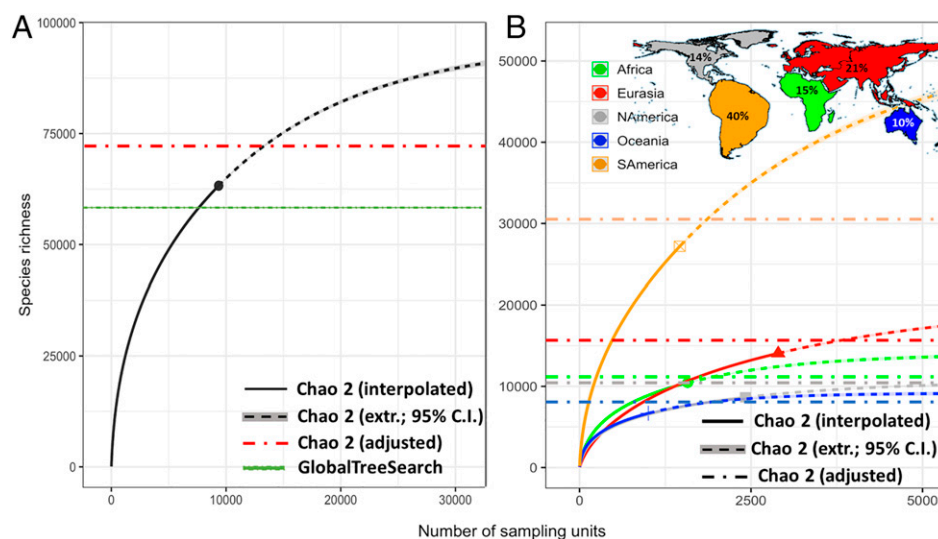 A
100000
75000
50000
25000
0
Species richness
Chao 2 (interpolated)
Chao 2 (extr.; 95% C.I.)
Chao 2 (adjusted)
GlobalTreeSearch
0
10000
20000
30000
B
50000
40000
30000
20000
10000
0
Africa
Eurasia
NAmerica
Oceania
SAmerica
14%
21%
15%
40%
10%
Chao 2 (interpolated)
Chao 2 (extr.; 95% C.I.)
Chao 2 (adjusted)
0
2500
5000
Number of sampling units